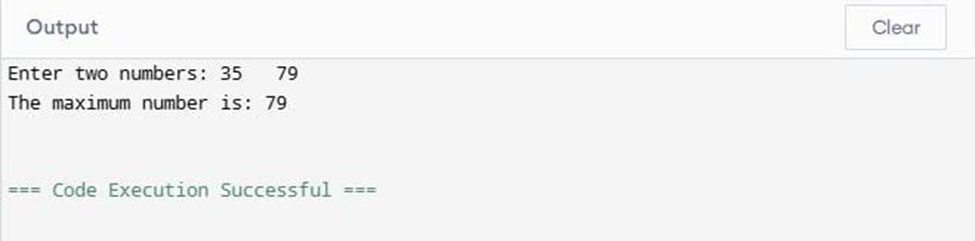 Output
Clear
Enter two numbers: 35   79
The maximum number is: 79
=== Code Execution Successful ===